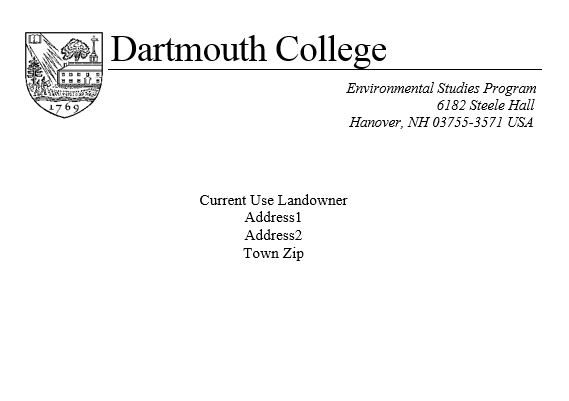 Dartmouth College
1769
Environmental Studies Program
6182 Steele Hall
Hanover, NH 03755-3571 USA
Current Use Landowner
Address1
Address2
Town Zip